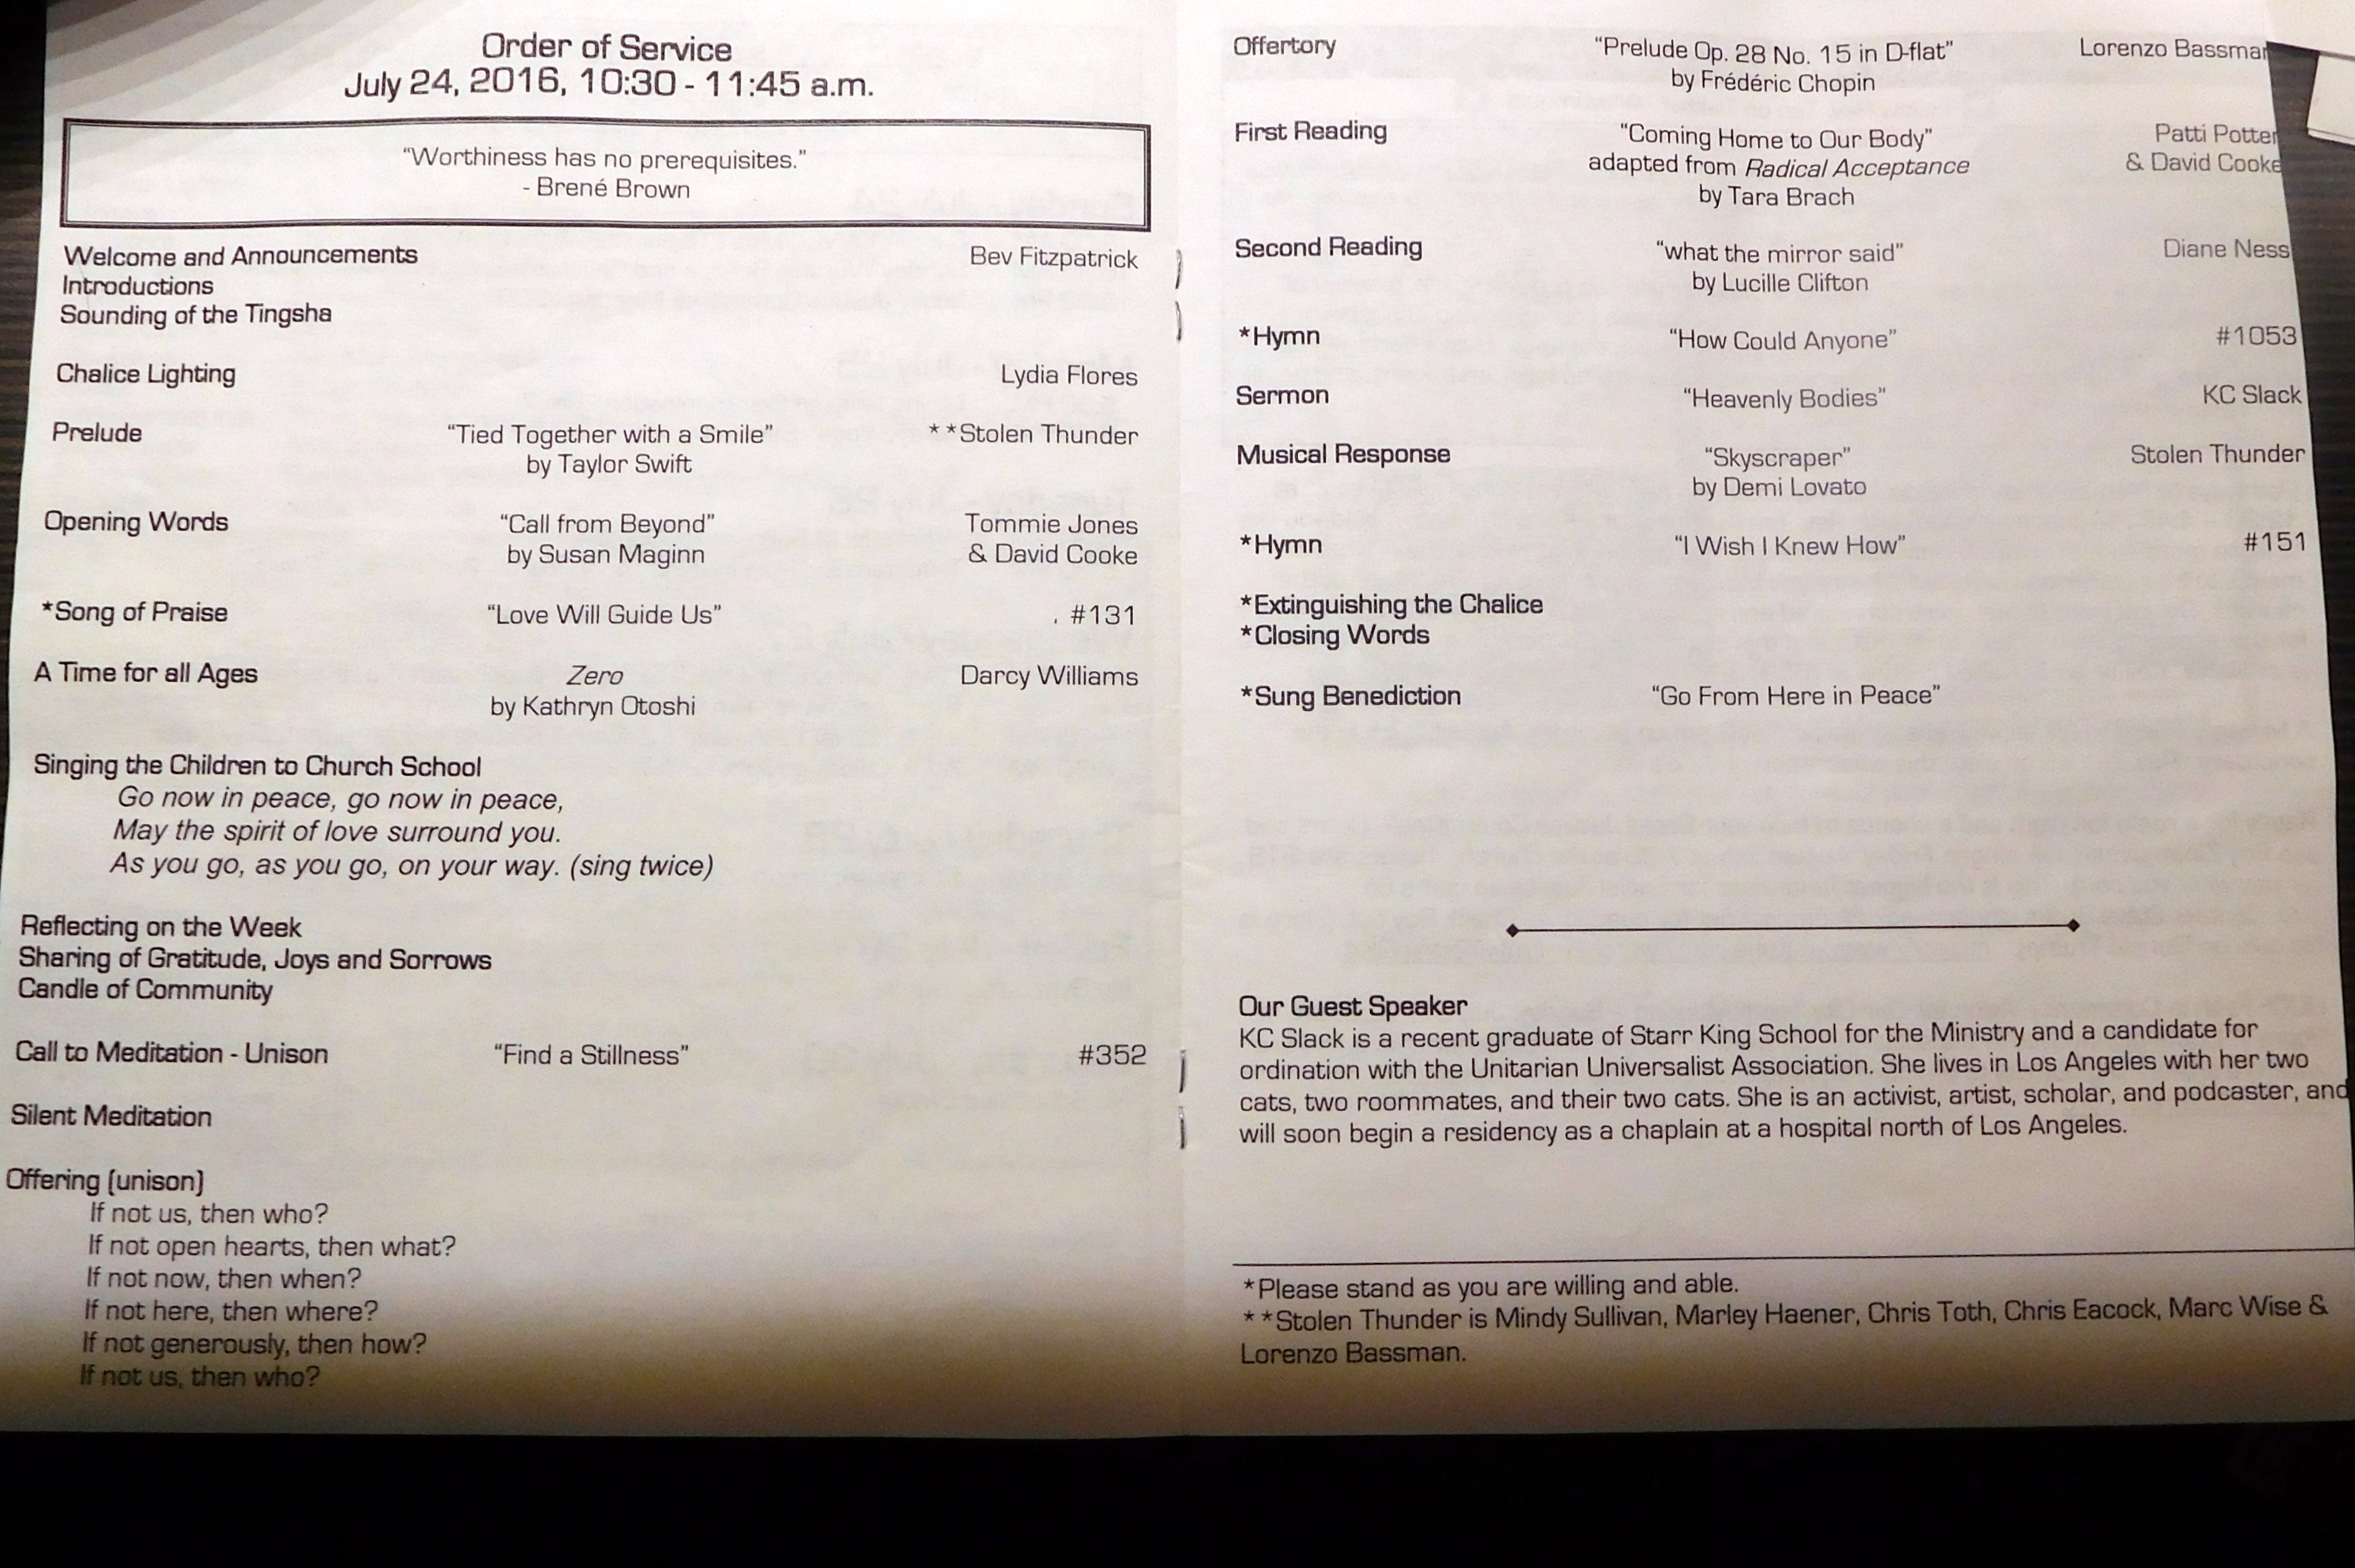 Order of Service
July 24, 2016, 10:30 - 11:45 a.m.
“Worthiness has no prerequisites.”
- Brené Brown
Welcome and Announcements Bev Fitzpatrick
Introductions
Sounding of the Tingsha
Chalice Lighting Lydia Flores
Prelude “Tied Together with a Smile” **Stolen Thunder
by Taylor Swift
Opening Words “Call from Beyond” Tommie Jones
by Susan Maginn & David Cooke
*Song of Praise “Love Will Guide Us” #131
A Time for all Ages Zero Darcy Williams
by Kathryn Otoshi
Singing the Children to Church School
Go now in peace, go now in peace,
May the spirit of love surround you.
As you go, as you go, on your way. (sing twice)
Reflecting on the Week
Sharing of Gratitude, Joys and Sorrows
Candle of Community
Call to Meditation - Unison “Find a Stillness” #352
Silent Meditation
Offering (unison)
If not us, then who?
If not open hearts, then what?
If not now, then when?
If not here, then where?
If not generously, then how?
If not us, then who?
Offertory “Prelude Op. 28 No. 15 in D-flat” Lorenzo Bassman
by Frédéric Chopin
First Reading “Coming Home to Our Body” Patti Potter
adapted from Radical Acceptance & David Cooke
by Tara Brach
Second Reading “what the mirror said” Diane Ness
by Lucille Clifton
*Hymn “How Could Anyone” #1053
Sermon “Heavenly Bodies” KC Slack
Musical Response “Skyscraper” Stolen Thunder
by Demi Lovato
*Hymn “I Wish I Knew How” #151
*Extinguishing the Chalice
*Closing Words
*Sung Benediction “Go From Here in Peace”
Our Guest Speaker
KC Slack is a recent graduate of Starr King School for the Ministry and a candidate for
ordination with the Unitarian Universalist Association. She lives in Los Angeles with her two
cats, two roommates, and their two cats. She is an activist, artist, scholar, and podcaster, and
will soon begin a residency as a chaplain at a hospital north of Los Angeles.
*Please stand as you are willing and able.
**Stolen Thunder is Mindy Sullivan, Marley Haener, Chris Toth, Chris Eacock, Marc Wise &
Lorenzo Bassman.